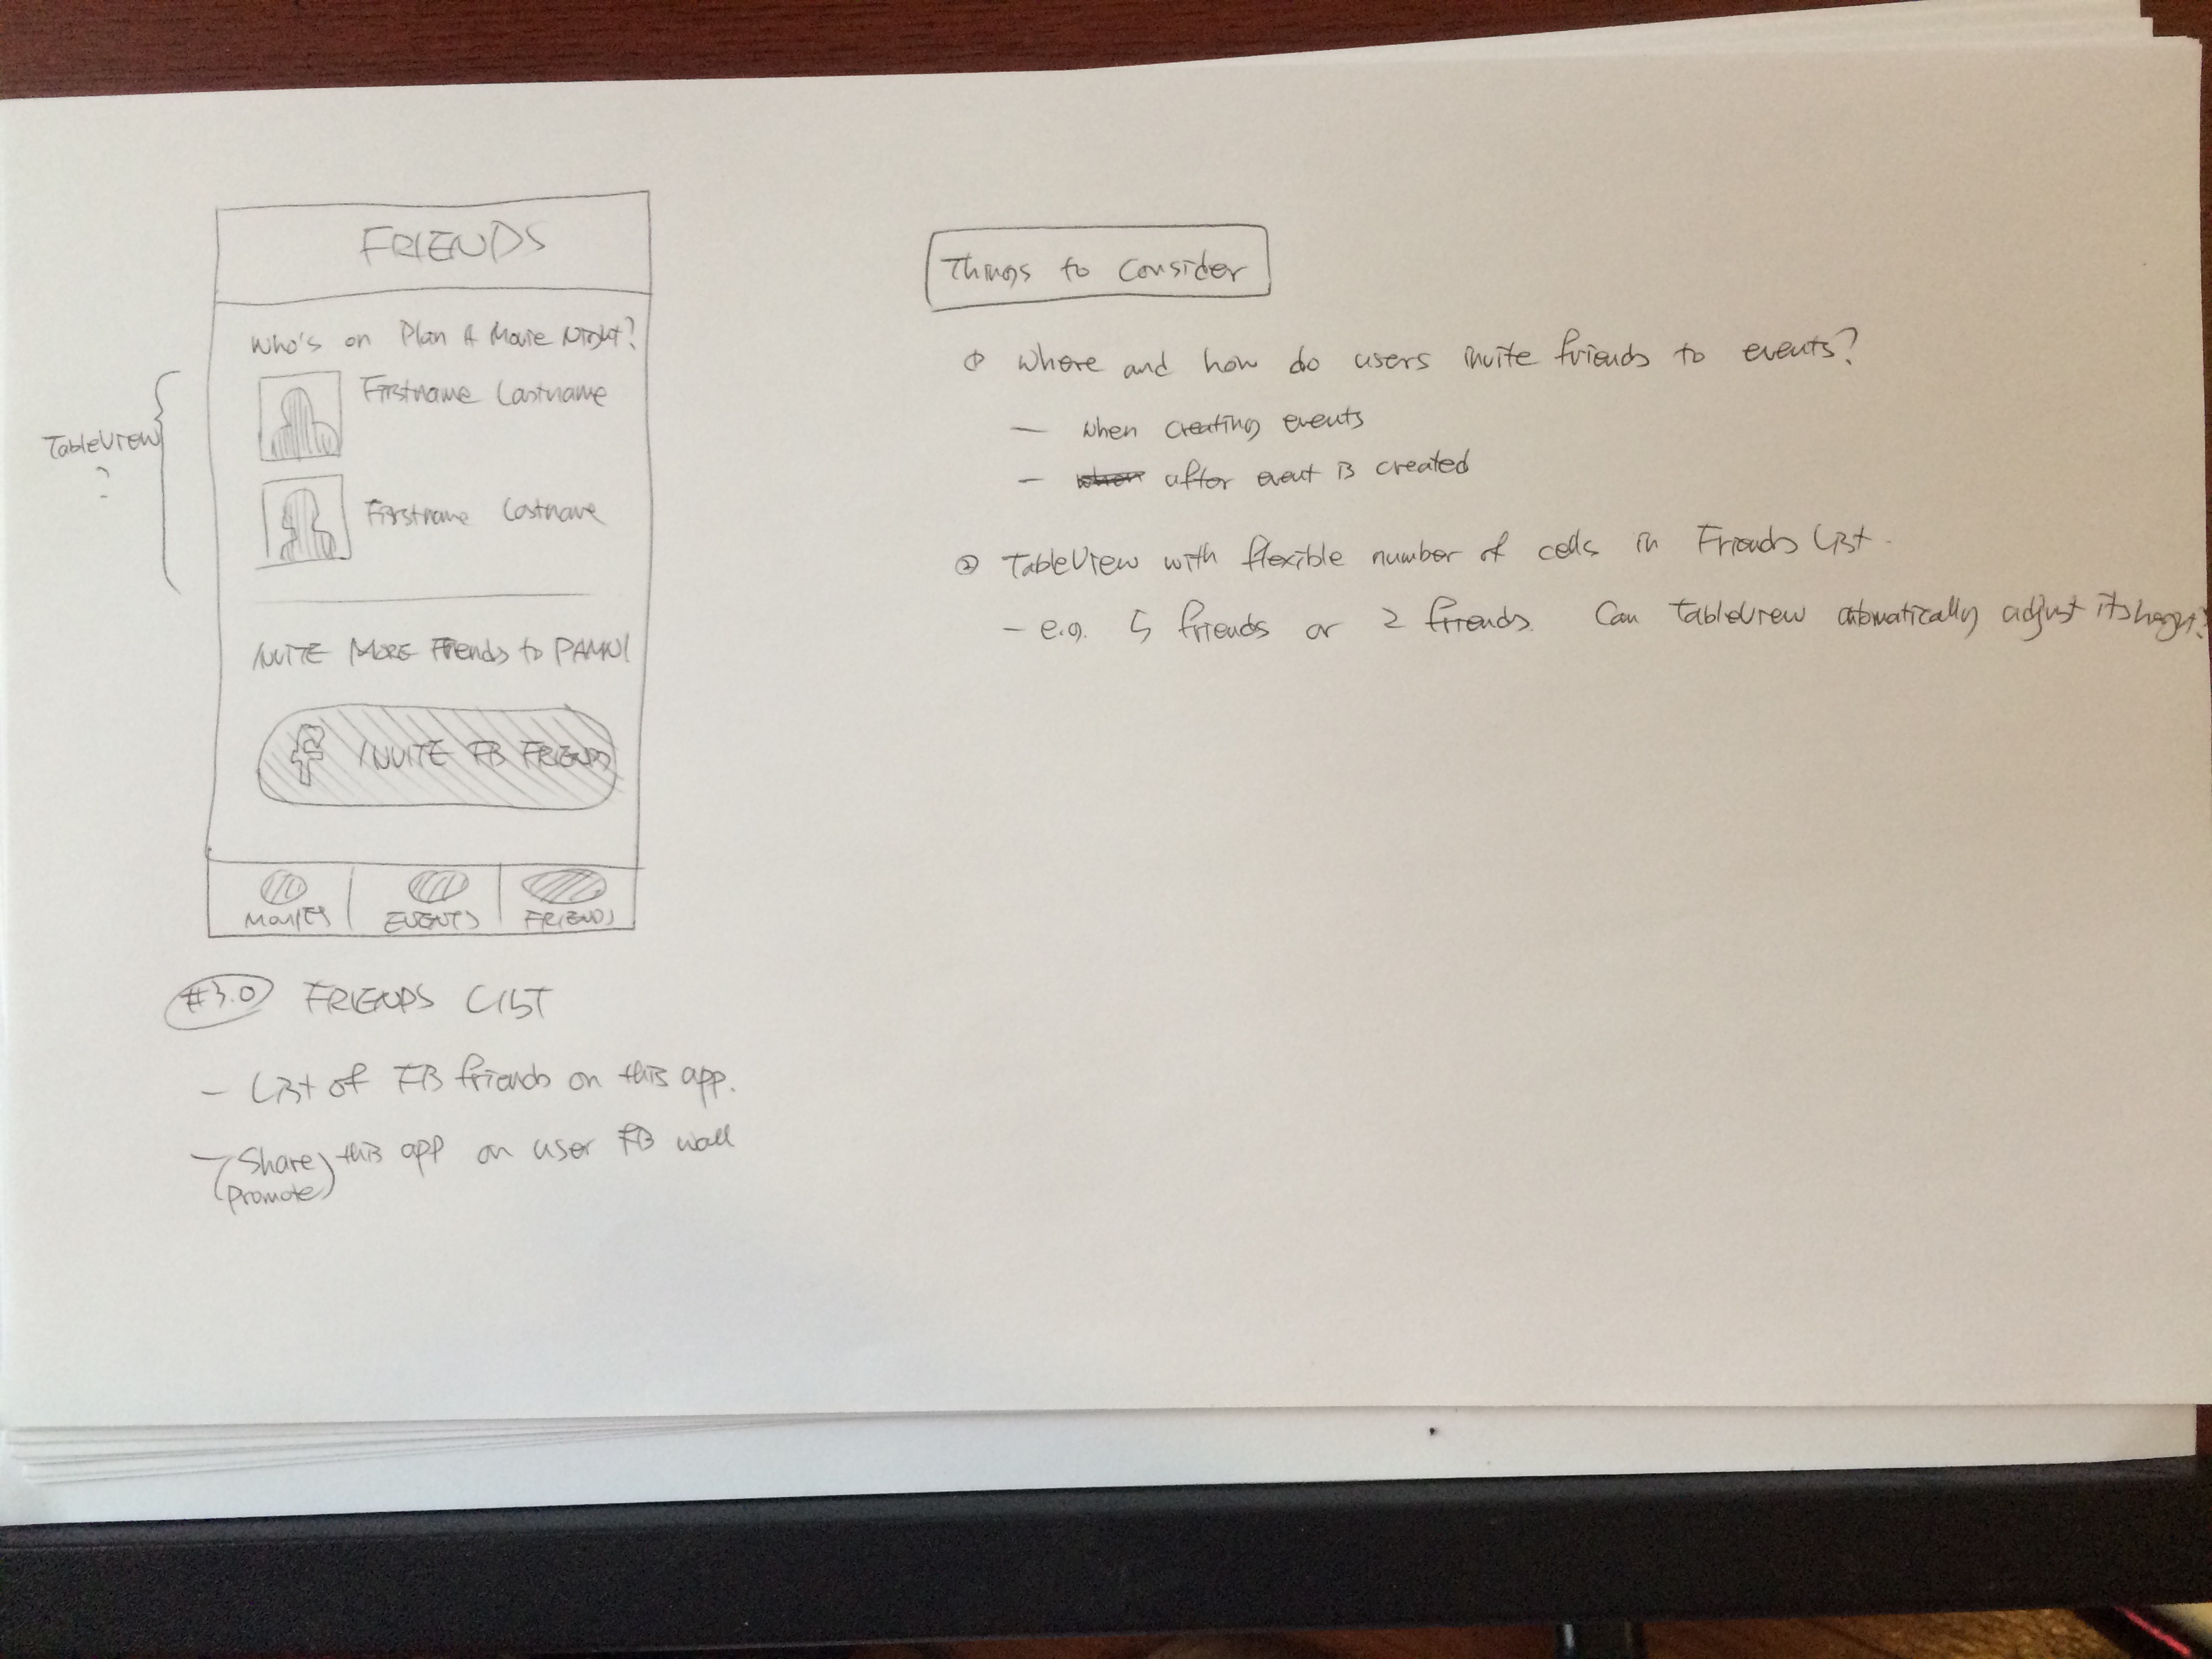 FRIENDS
Who's on Plan A Movie Night?
Firstname Lastname
TableView
?
Firstname Lastname
INVITE MORE Friends to PAMN!
f INVITE FB FRIENDS
MOVIES EVENTS FRIENDS
#3.0 FRIENDS LIST
- List of FB friends on this app.
- (Share) this app on user FB wall
(Promote)
Things to Consider
① Where and how do users invite friends to events?
- when creating events
- when after event is created
② TableView with flexible number of cells in Friends List.
- e.g. 5 friends or 2 friends. Can tableview automatically adjust its height?